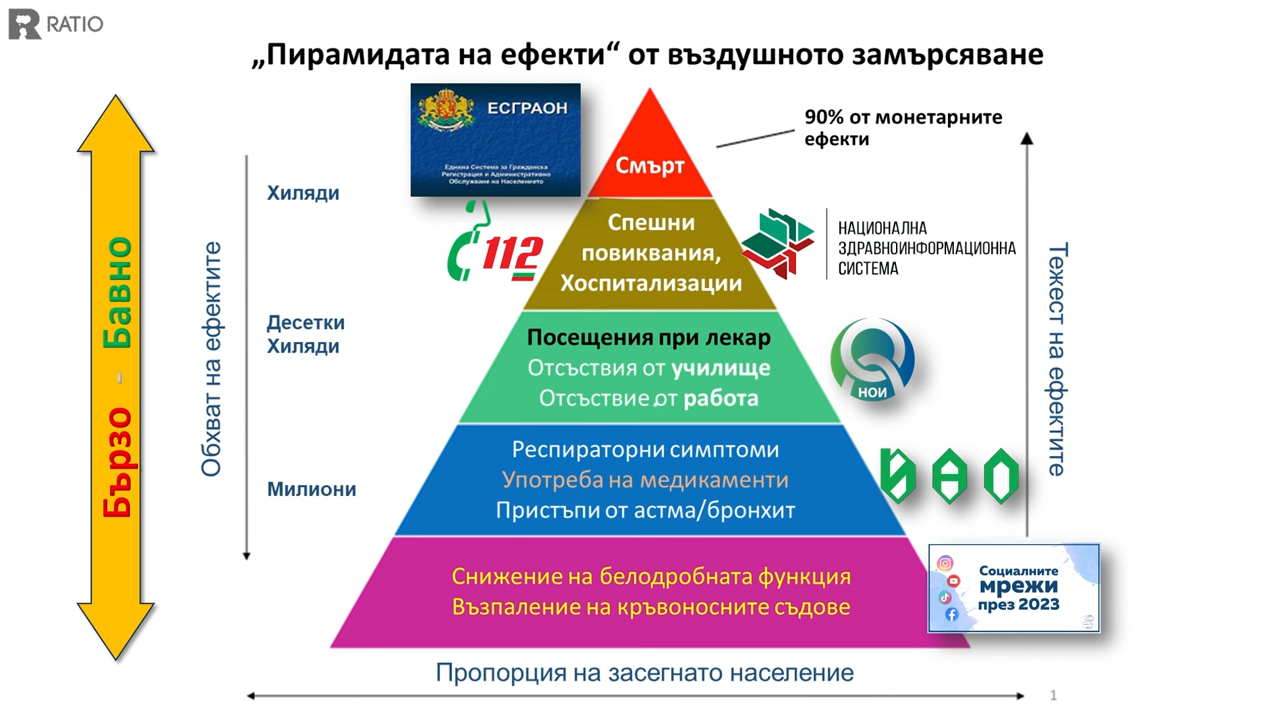 RATIO
„Пирамидата на ефекти“ от въздушното замърсяване
ЕСГРАОН
Единна Система за Гражданска
Регистрация и Административно
Обслужване на Населението
90% от монетарните
ефекти
Смърт
Хиляди
Спешни
повиквания,
Хоспитализации
112
НАЦИОНАЛНА
ЗДРАВНОИНФОРМАЦИОННА
СИСТЕМА
Бързо - Бавно
Обхват на ефектите
Тежест на ефектите
Десетки
Хиляди
Посещения при лекар
Отсъствия от училище
Отсъствие от работа
НОИ
Милиони
Респираторни симптоми
Употреба на медикаменти
Пристъпи от астма/бронхит
ИАЛ
Снижение на белодробната функция
Възпаление на кръвоносните съдове
Социалните
мрежи
през 2023
Пропорция на засегнато население
1